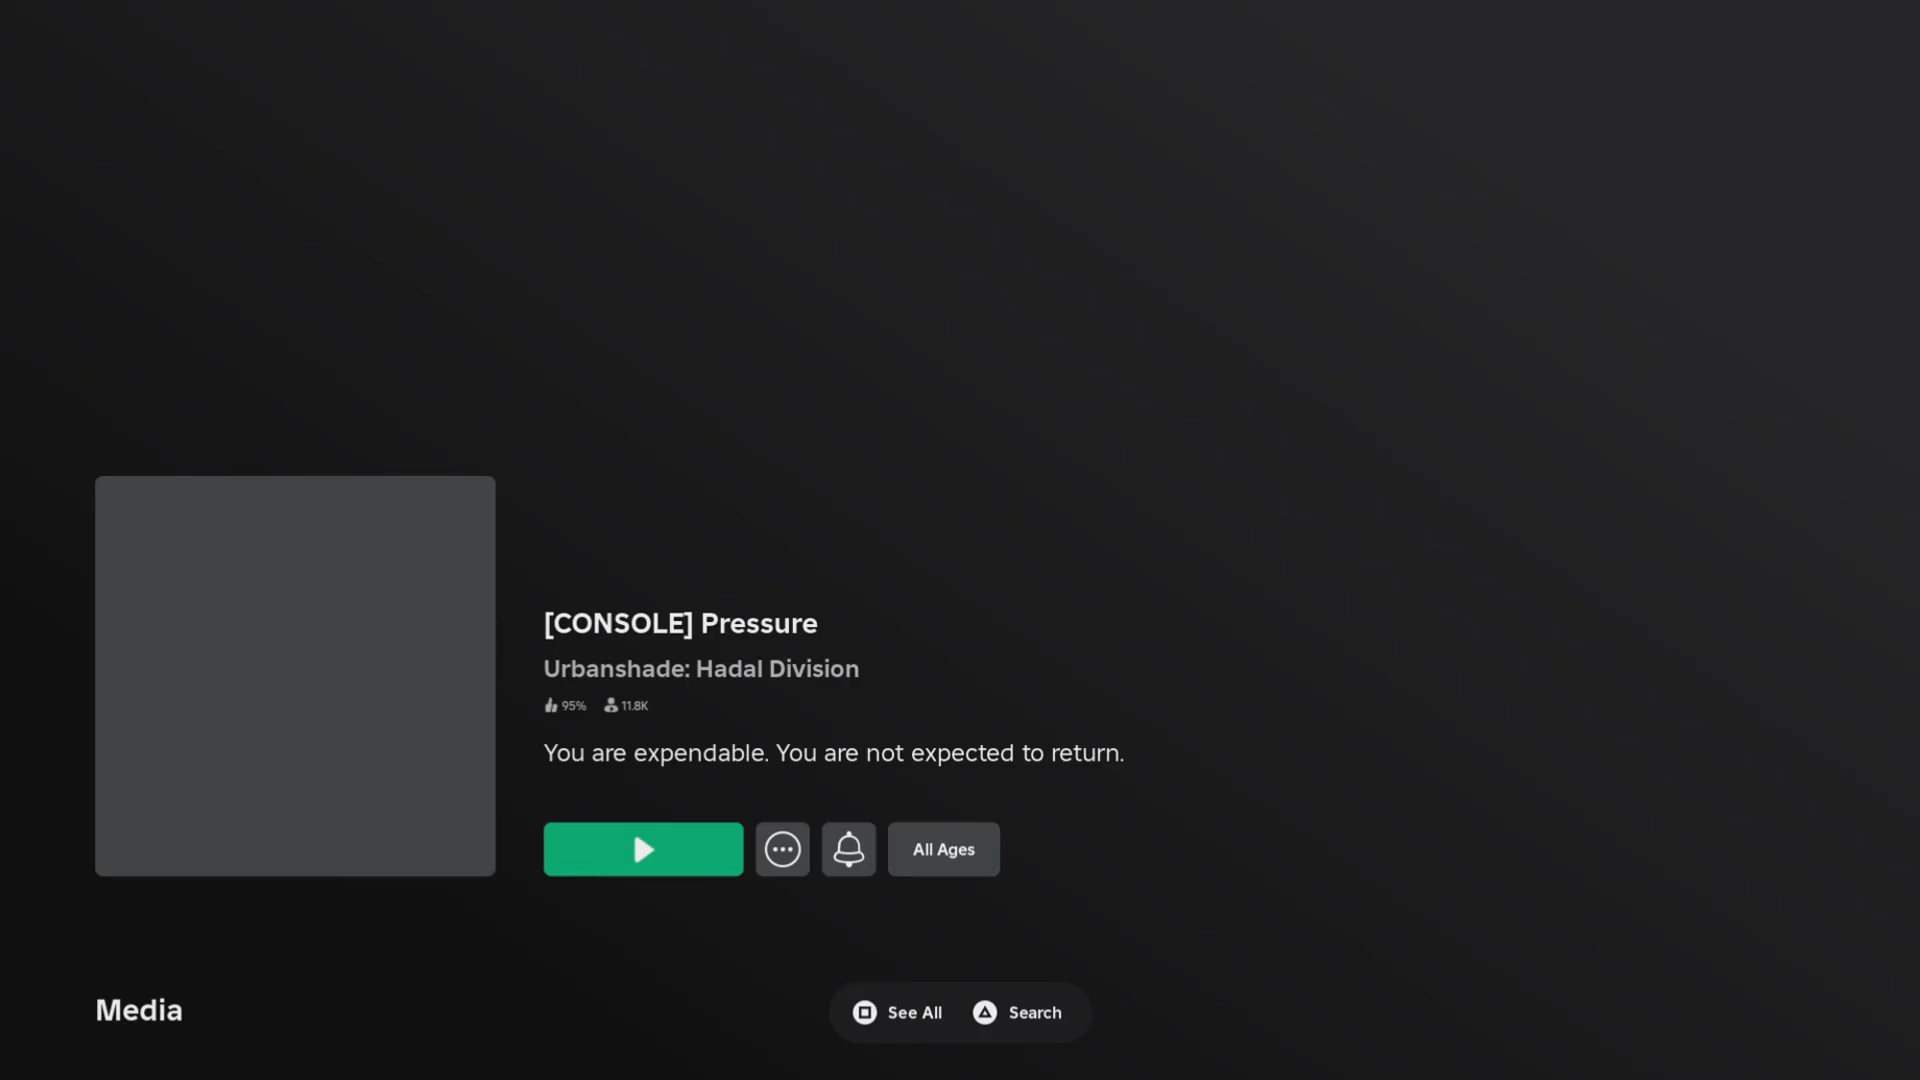 [CONSOLE] Pressure
Urbanshade: Hadal Division
95% 11.8K
You are expendable. You are not expected to return.
All Ages
Media
See All Search